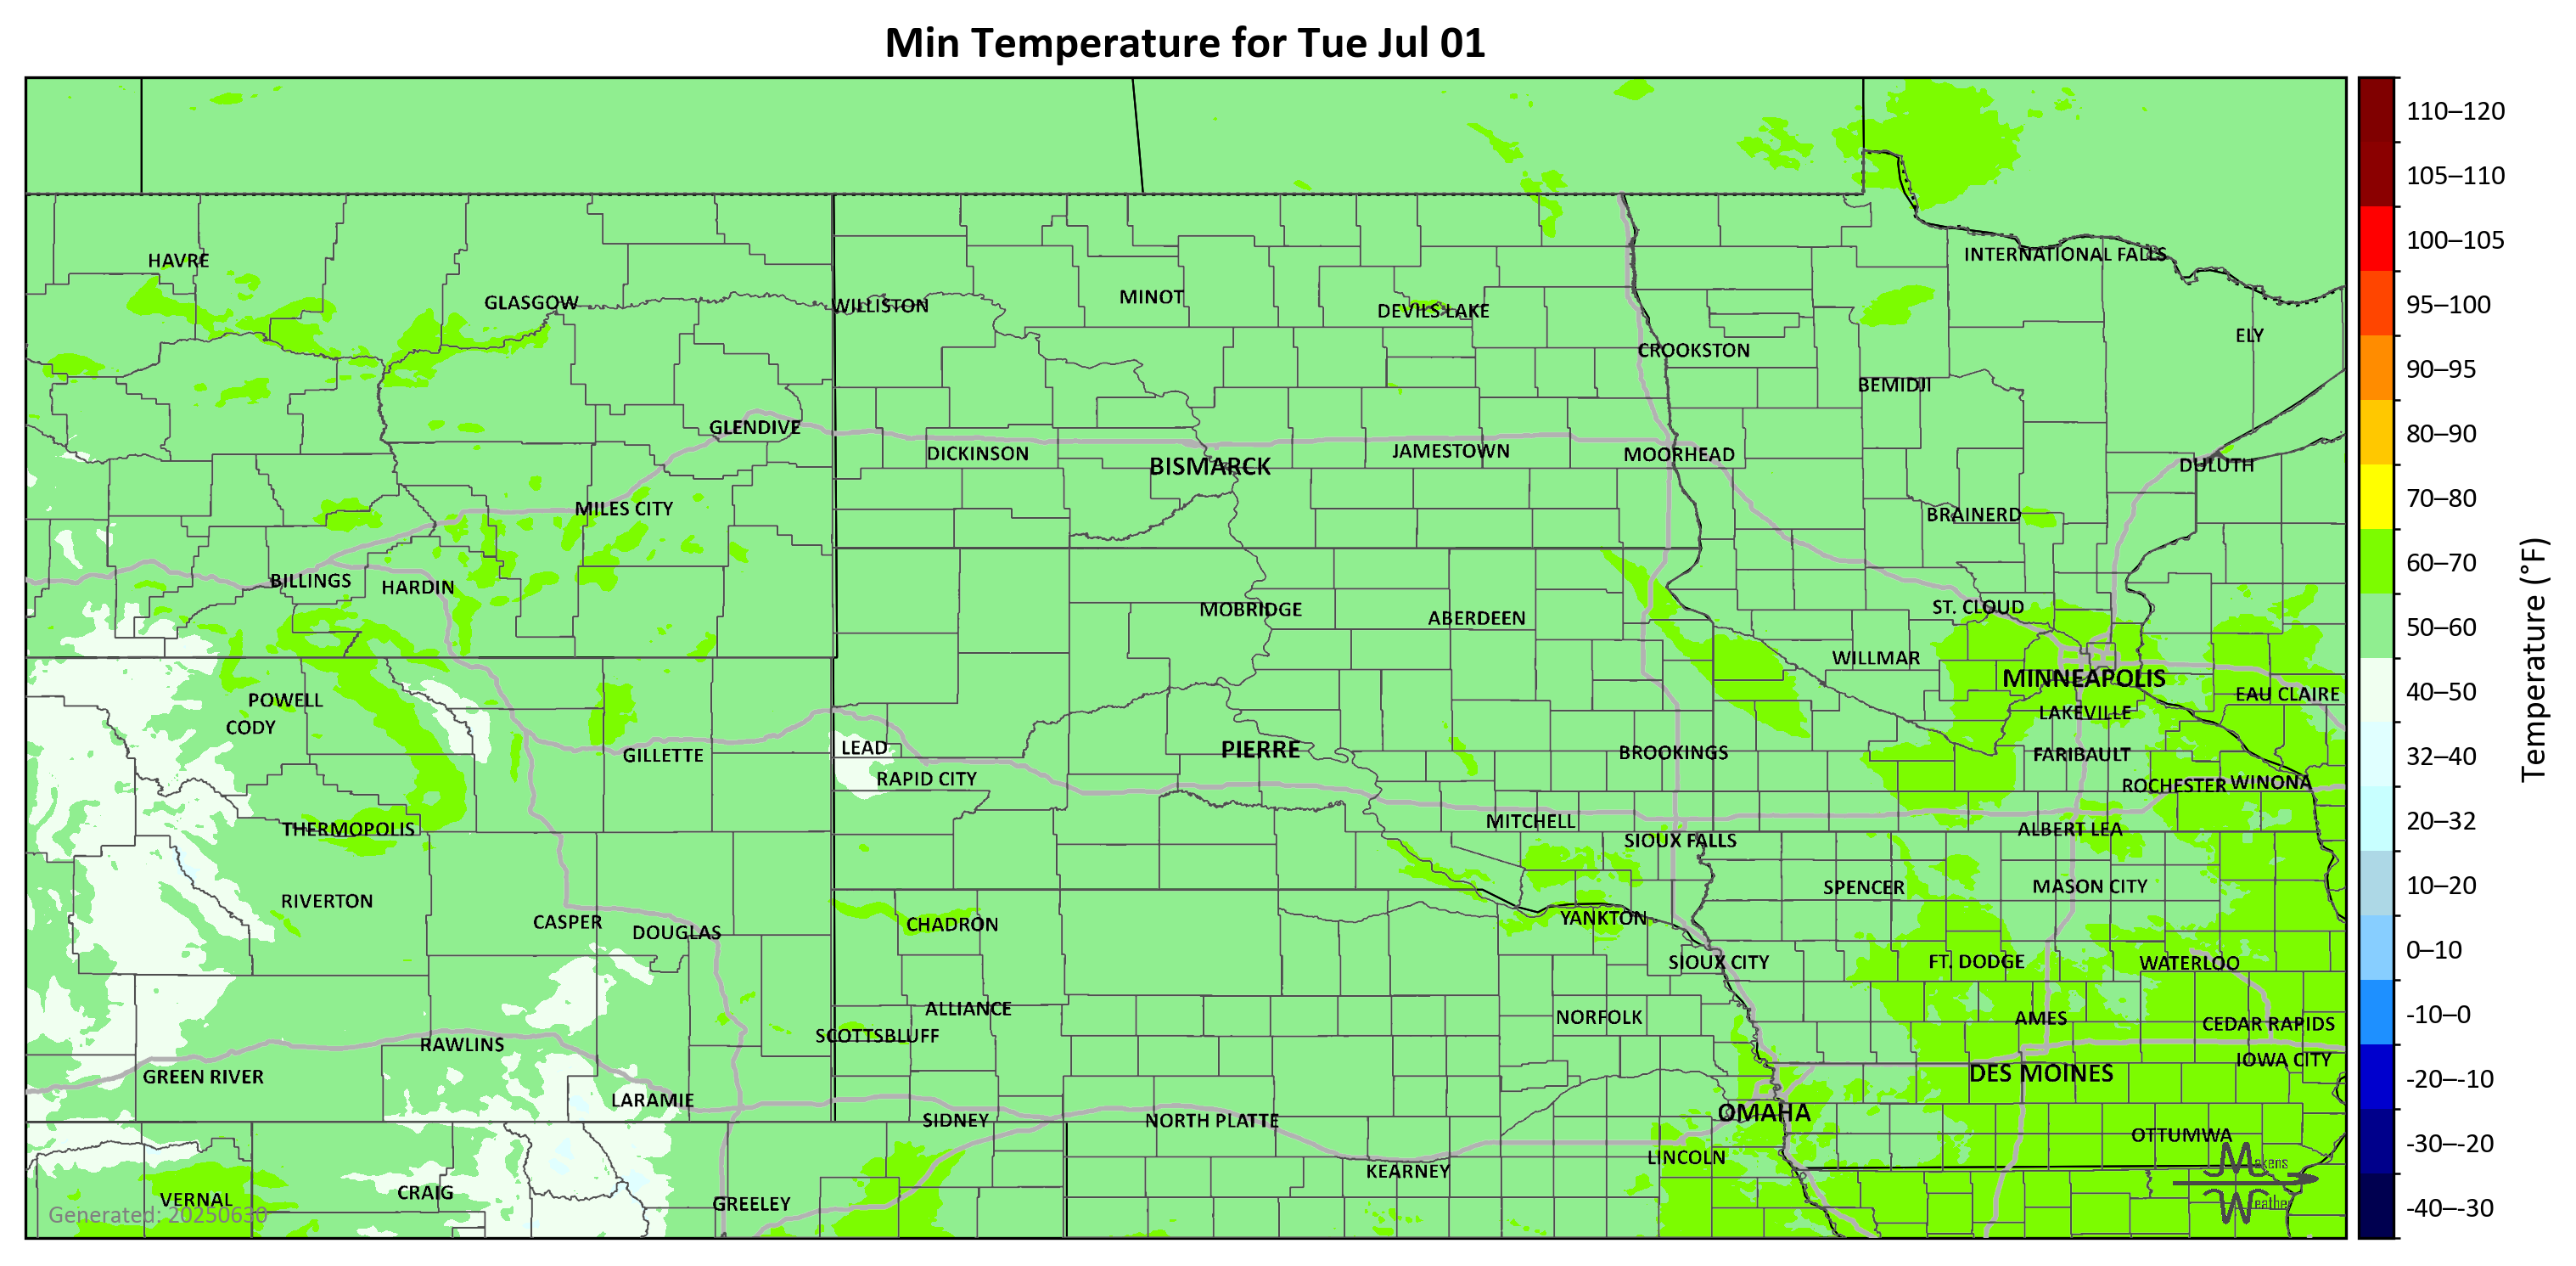 Min Temperature for Tue Jul 01
HAVRE
GLASGOW
WILLISTON
MINOT
DEVILS LAKE
INTERNATIONAL FALLS
ELY
CROOKSTON
BEMIDJI
GLENDIVE
DICKINSON
BISMARCK
JAMESTOWN
MOORHEAD
DULUTH
MILES CITY
BRAINERD
BILLINGS
HARDIN
MOBRIDGE
ABERDEEN
ST. CLOUD
WILLMAR
MINNEAPOLIS
EAU CLAIRE
POWELL
CODY
LAKEVILLE
GILLETTE
LEAD
RAPID CITY
PIERRE
BROOKINGS
FARIBAULT
ROCHESTER
WINONA
THERMOPOLIS
MITCHELL
SIOUX FALLS
ALBERT LEA
RIVERTON
SPENCER
MASON CITY
CASPER
DOUGLAS
CHADRON
YANKTON
SIOUX CITY
FT. DODGE
WATERLOO
ALLIANCE
NORFOLK
AMES
CEDAR RAPIDS
SCOTTSBLUFF
RAWLINS
IOWA CITY
GREEN RIVER
DES MOINES
LARAMIE
SIDNEY
NORTH PLATTE
OMAHA
OTTUMWA
LINCOLN
KEARNEY
VERNAL
CRAIG
GREELEY
Generated: 20250630
Makens
Weather
110–120
105–110
100–105
95–100
90–95
80–90
70–80
60–70
50–60
40–50
32–40
20–32
10–20
0–10
-10–0
-20–-10
-30–-20
-40–-30
Temperature (°F)